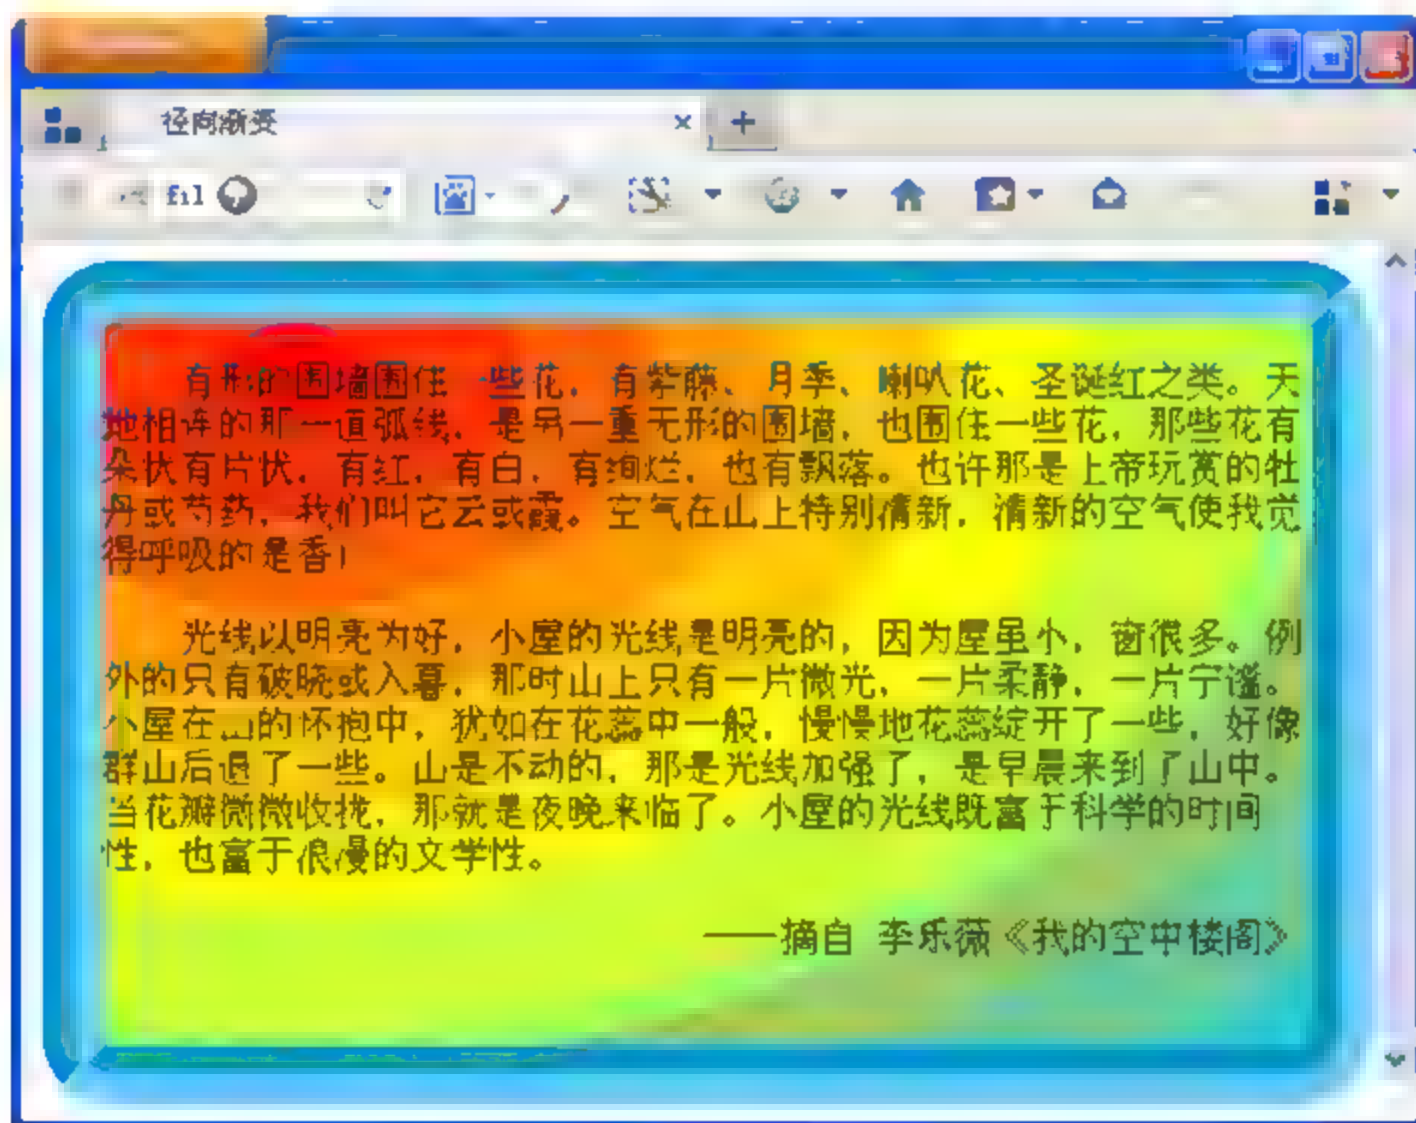 径向渐变
fil
有形的围墙围住一些花，有紫藤、月季、喇叭花、圣诞红之类。天
地相连的那一道弧线，是另一重无形的围墙，也围住一些花，那些花有
朵状有片状，有红，有白，有绚烂，也有飘落。也许那是上帝玩赏的牡
丹或芍药，我们叫它云或霞。空气在山上特别清新，清新的空气使我觉
得呼吸的是香！
光线以明亮为好，小屋的光线是明亮的，因为屋虽小，窗很多。例
外的只有破晓或入暮，那时山上只有一片微光，一片柔静，一片宁谧。
小屋在山的怀抱中，犹如在花蕊中一般，慢慢地花蕊绽开了一些，好像
群山后退了一些。山是不动的，那是光线加强了，是早晨来到了山中。
当花瓣微微收拢，那就是夜晚来临了。小屋的光线既富于科学的时间
性，也富于浪漫的文学性。
——摘自 李乐薇《我的空中楼阁》